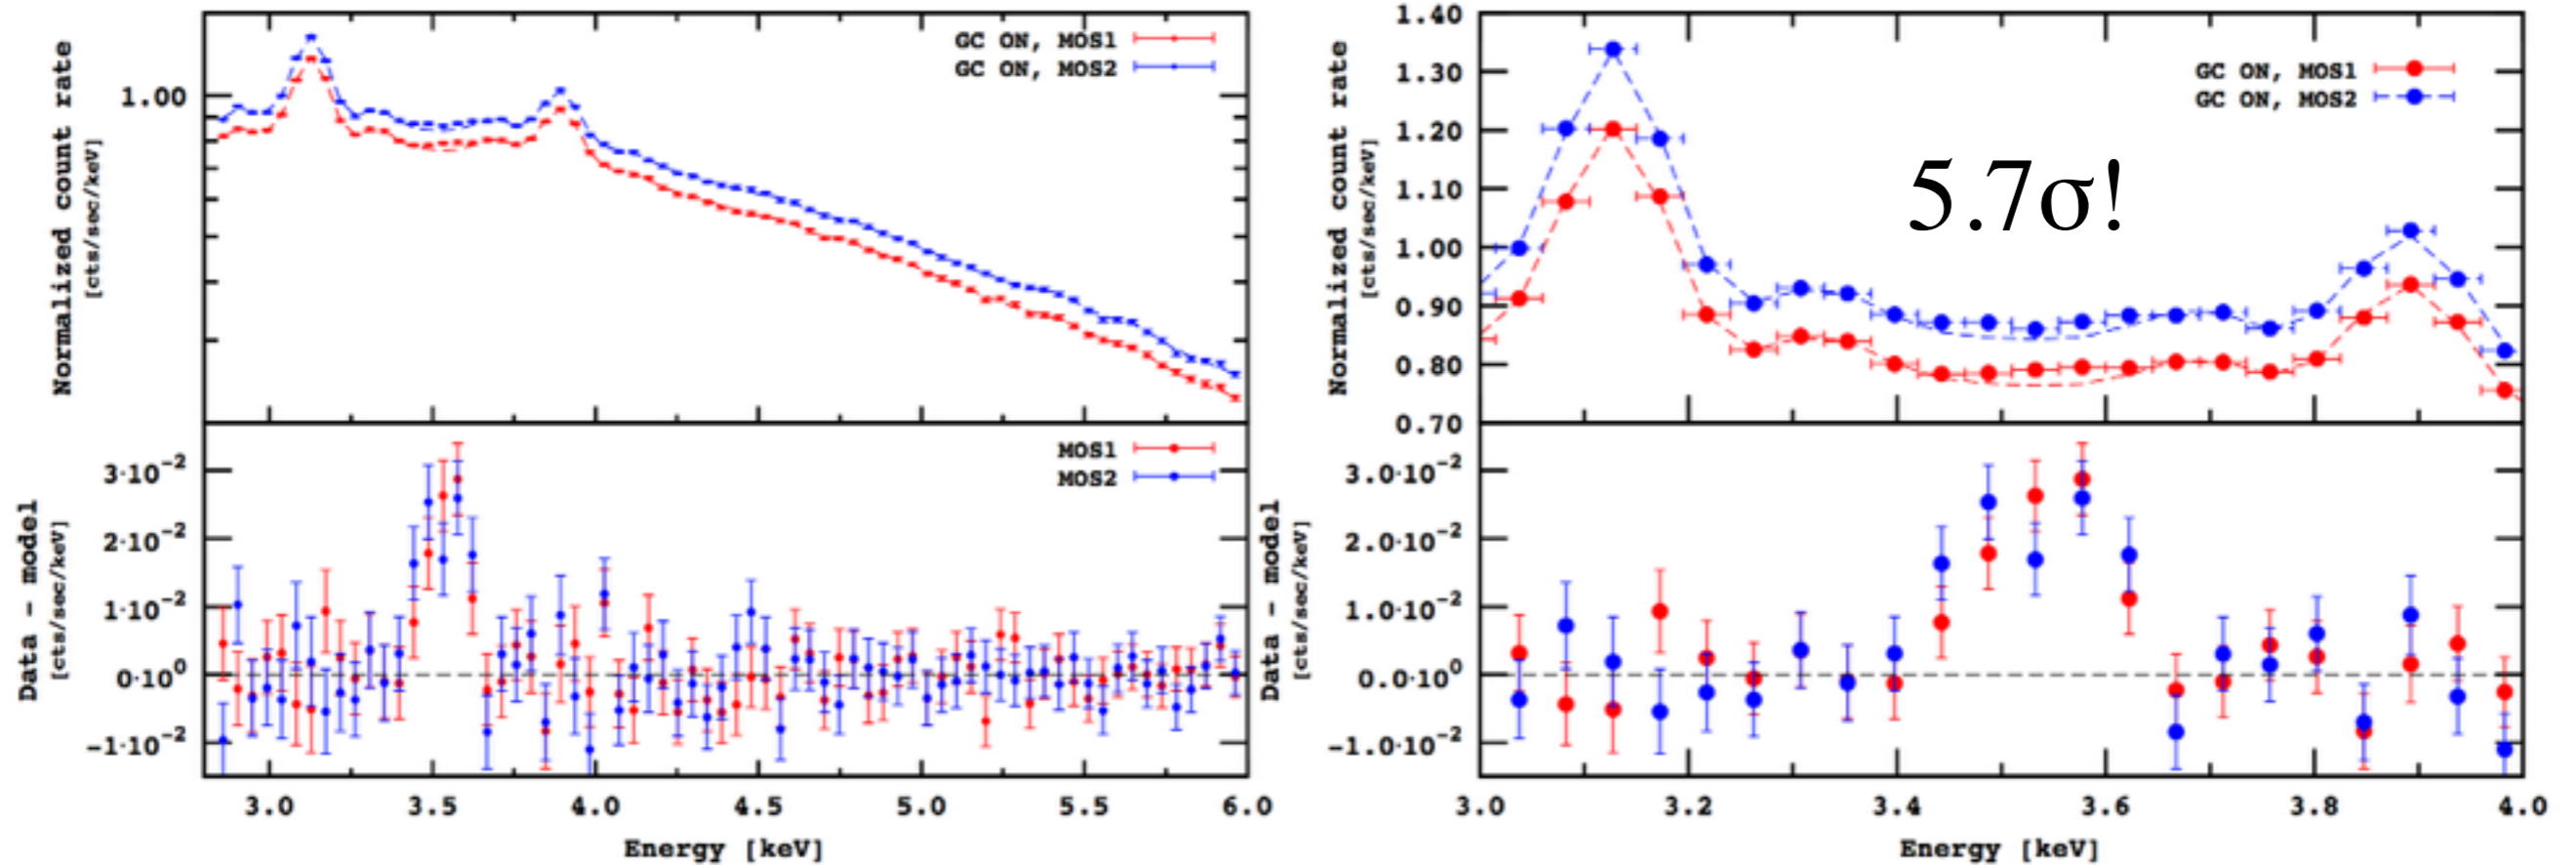 GC ON, MOS1
GC ON, MOS2
Normalized count rate
[cts/sec/keV]
1.00
MOS1
MOS2
Data - model
[cts/sec/keV]
3·10⁻²
2·10⁻²
1·10⁻²
0·10⁰
-1·10⁻²
3.0 3.5 4.0 4.5 5.0 5.5 6.0
Energy [keV]
GC ON, MOS1
GC ON, MOS2
5.7σ!
Normalized count rate
[cts/sec/keV]
1.40
1.30
1.20
1.10
1.00
0.90
0.80
0.70
Data - model
[cts/sec/keV]
3.0·10⁻²
2.0·10⁻²
1.0·10⁻²
0.0·10⁰
-1.0·10⁻²
3.0 3.2 3.4 3.6 3.8 4.0
Energy [keV]